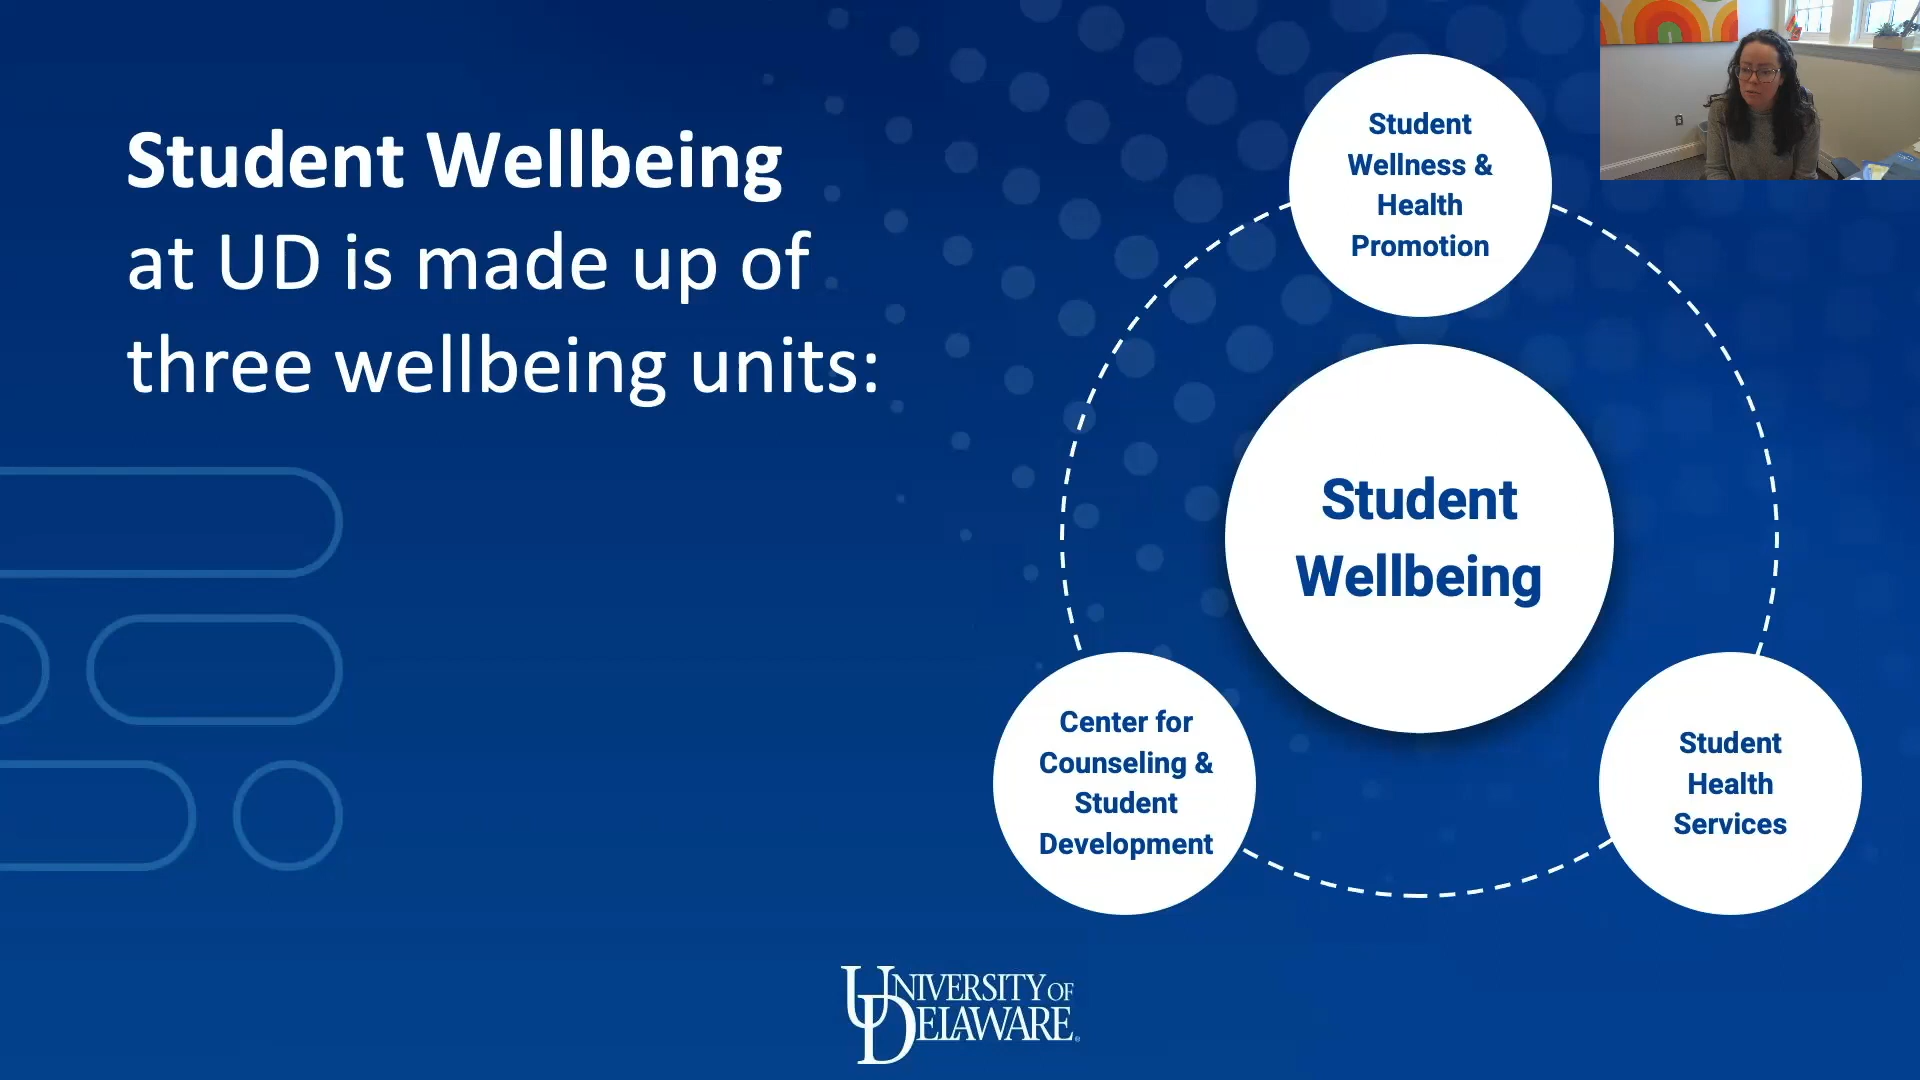 Student Wellbeing
at UD is made up of
three wellbeing units:
Student
Wellness &
Health
Promotion
Student
Wellbeing
Center for
Counseling &
Student
Development
Student
Health
Services
UNIVERSITY OF
DELAWARE®